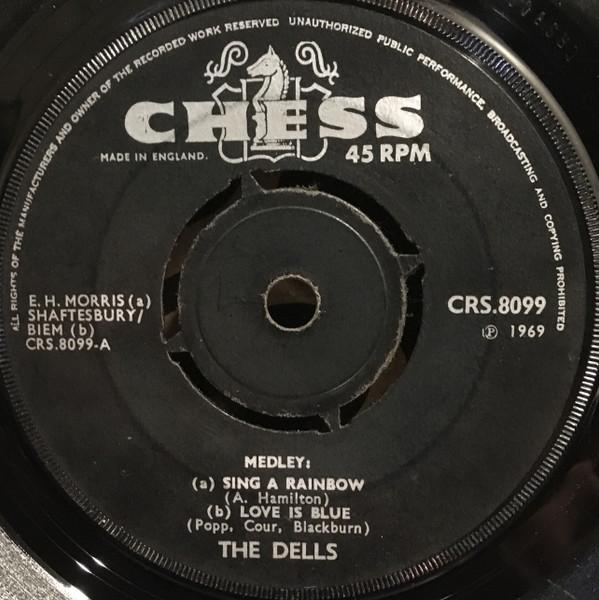 ALL RIGHTS OF THE MANUFACTURERS AND OWNER OF THE RECORDED WORK RESERVED UNAUTHORIZED PUBLIC PERFORMANCE, BROADCASTING AND COPYING PROHIBITED
CHESS
MADE IN ENGLAND.
45 RPM
E. H. MORRIS (a)
SHAFTESBURY/
BIEM (b)
CRS.8099-A
CRS.8099
Ⓟ 1969
MEDLEY:
(a) SING A RAINBOW
(A. Hamilton)
(b) LOVE IS BLUE
(Popp, Cour, Blackburn)
THE DELLS